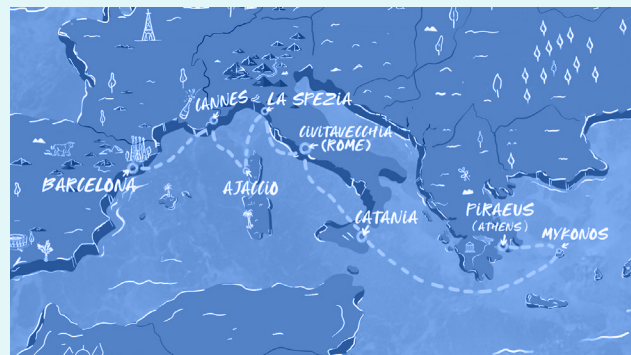 CANNES
LA SPEZIA
CIVITAVECCHIA
(ROME)
BARCELONA
AJACCIO
CATANIA
PIRAEUS
(ATHENS)
MYKONOS